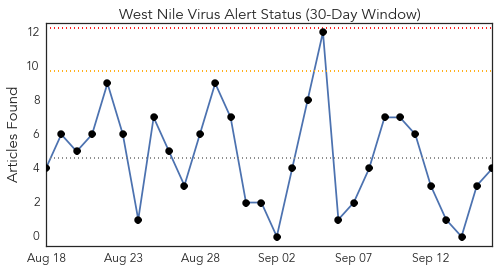 West Nile Virus Alert Status (30-Day Window)
Articles Found
12
10
8
6
4
2
0
Aug 18 Aug 23 Aug 28 Sep 02 Sep 07 Sep 12